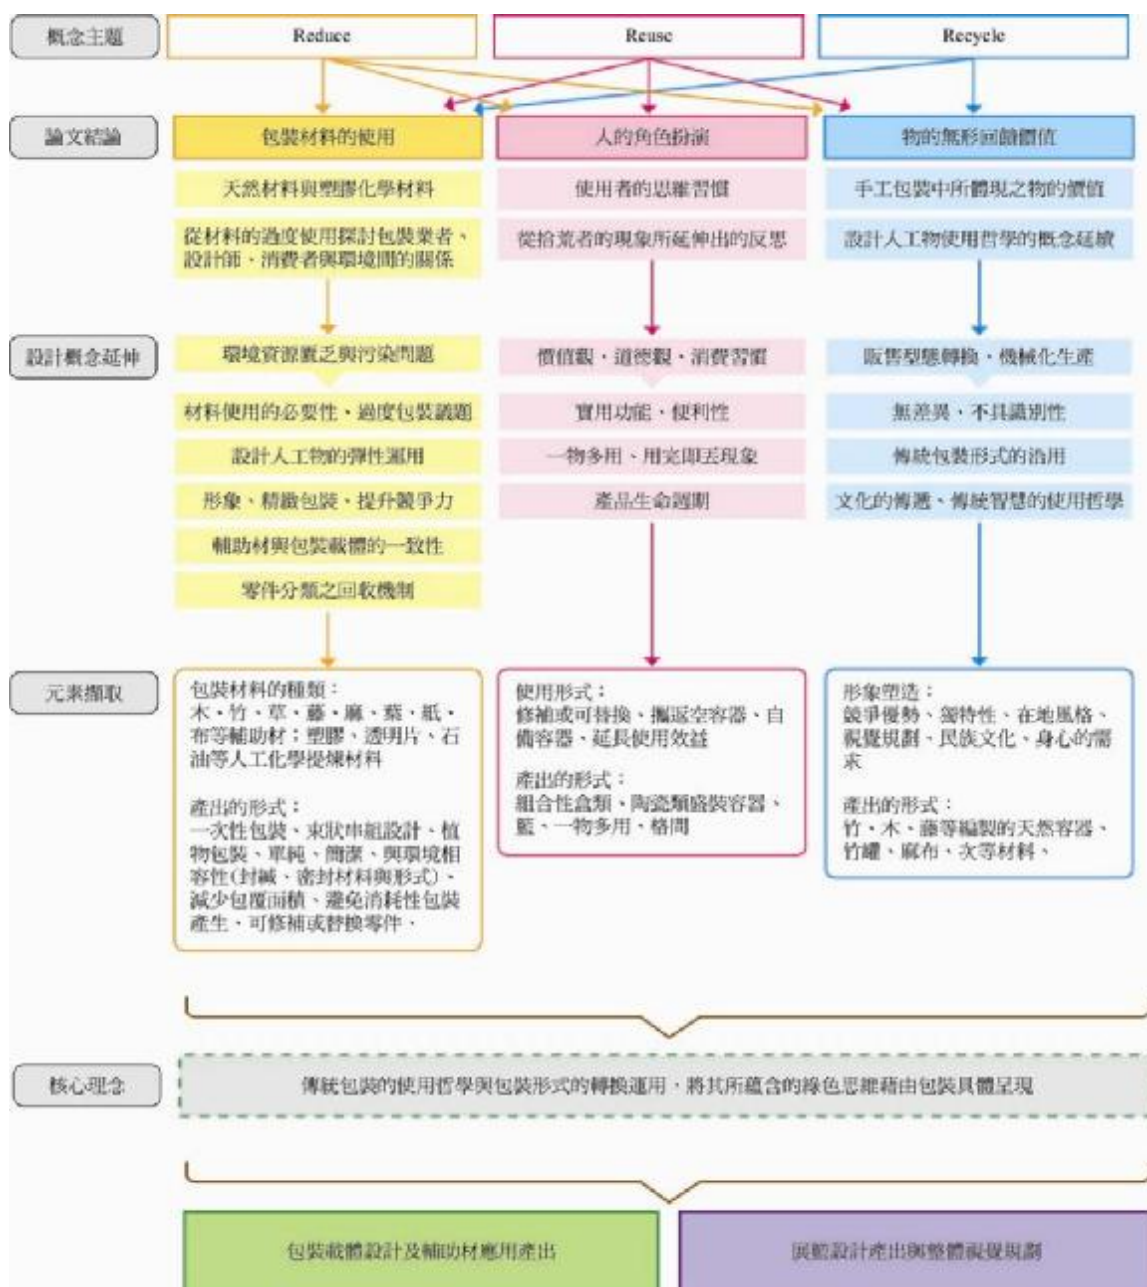 概念主題
Reduce
Reuse
Recycle
論文結論
包裝材料的使用
人的角色扮演
物的無形回饋價值
天然材料與塑膠化學材料
使用者的思維習慣
手工包裝中所體現之物的價值
從材料的過度使用探討包裝業者、
設計師、消費者與環境間的關係
從拾荒者的現象所延伸出的反思
設計人工物使用哲學的概念延續
設計概念延伸
環境資源匱乏與污染問題
價值觀、道德觀、消費習慣
販售型態轉換、機械化生產
材料使用的必要性、過度包裝議題
實用功能、便利性
無差異、不具識別性
設計人工物的彈性運用
一物多用、用完即丟現象
傳統包裝形式的沿用
形象、精緻包裝、提升競爭力
產品生命週期
文化的傳遞、傳統智慧的使用哲學
輔助材與包裝載體的一致性
零件分類之回收機制
元素擷取
包裝材料的種類：
木、竹、草、藤、麻、葉、紙、
布等輔助材；塑膠、透明片、石
油等人工化學提煉材料
產出的形式：
一次性包裝、束狀串組設計、植
物包裝、單純、簡潔、與環境相
容性(封緘、密封材料與形式)、
減少包覆面積、避免消耗性包裝
產生、可修補或替換零件．
使用形式：
修補或可替換、攜返空容器、自
備容器、延長使用效益
產出的形式：
組合性盒類、陶瓷類盛裝容器、
籃、一物多用、格間
形象塑造：
競爭優勢、獨特性、在地風格、
視覺規劃、民族文化、身心的需
求
產出的形式：
竹、木、藤等編製的天然容器、
竹罐、麻布、次等材料、
核心理念
傳統包裝的使用哲學與包裝形式的轉換運用，將其所蘊含的綠色思維藉由包裝具體呈現
包裝載體設計及輔助材應用產出
展館設計產出與整體視覺規劃